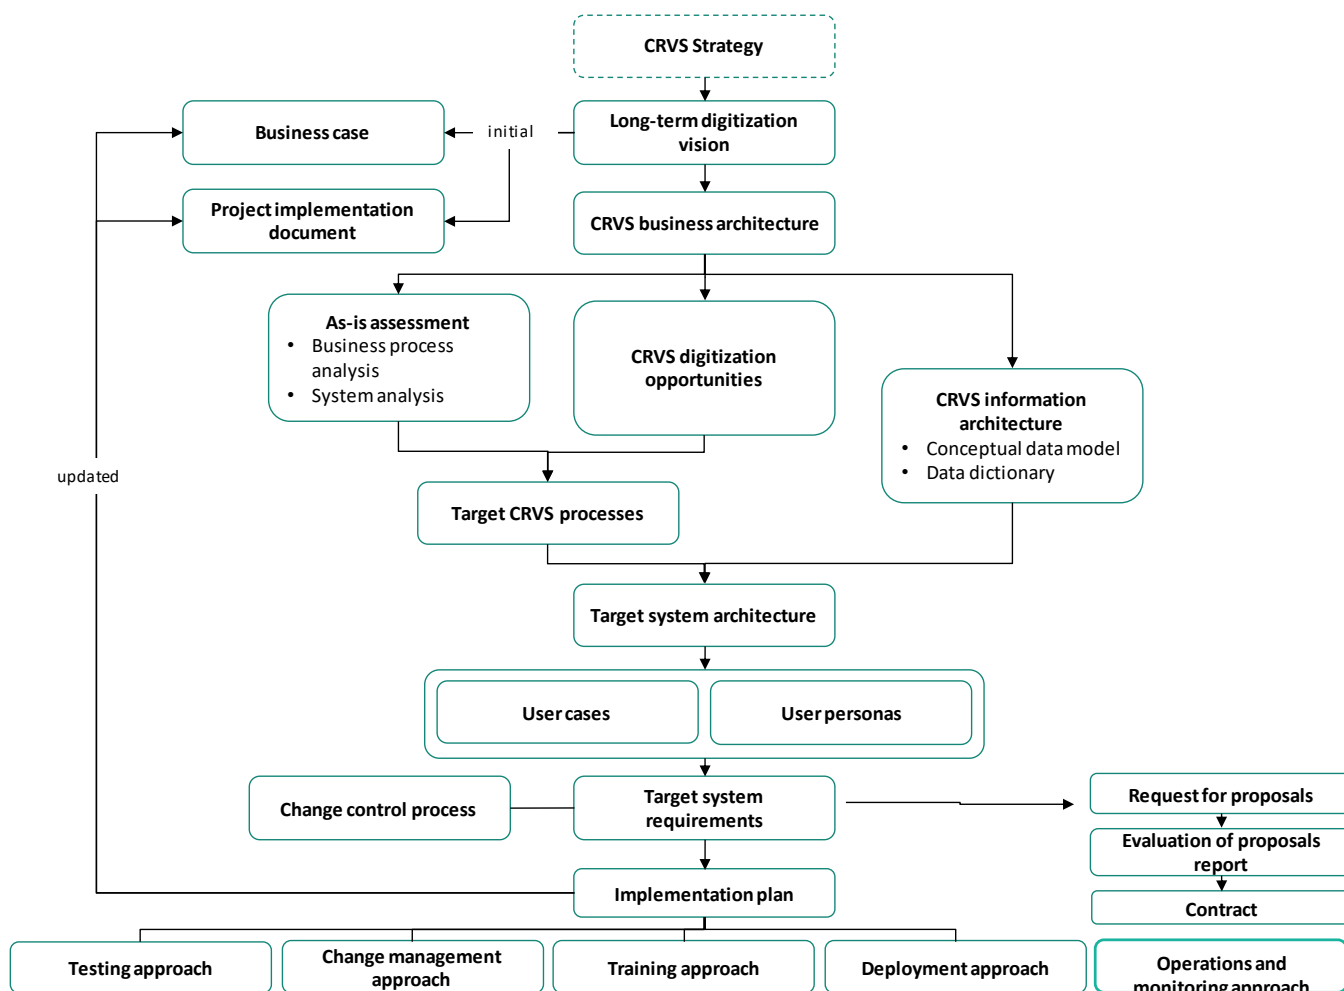 CRVS Strategy
Business case
initial
Long-term digitization
vision
Project implementation
document
CRVS business architecture
As-is assessment
• Business process
analysis
• System analysis
CRVS digitization
opportunities
CRVS information
architecture
• Conceptual data model
• Data dictionary
updated
Target CRVS processes
Target system architecture
User cases
User personas
Change control process
Target system
requirements
Request for proposals
Evaluation of proposals
report
Contract
Implementation plan
Testing approach
Change management
approach
Training approach
Deployment approach
Operations and
monitoring approach